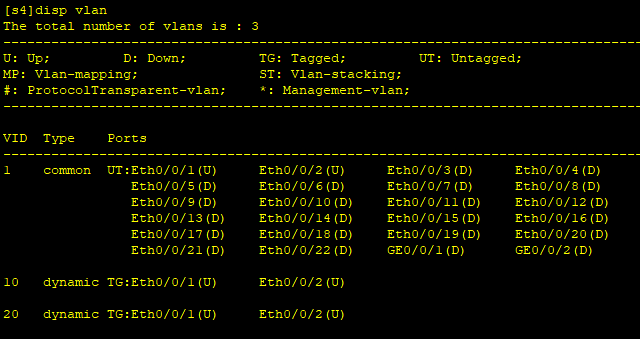 [s4]disp vlan
The total number of vlans is : 3
--------------------------------------------------------------------------------
U: Up;         D: Down;         TG: Tagged;         UT: Untagged;
MP: Vlan-mapping;               ST: Vlan-stacking;
#: ProtocolTransparent-vlan;    *: Management-vlan;
--------------------------------------------------------------------------------
VID  Type    Ports
--------------------------------------------------------------------------------
1    common  UT:Eth0/0/1(U)     Eth0/0/2(U)     Eth0/0/3(D)     Eth0/0/4(D)
                Eth0/0/5(D)     Eth0/0/6(D)     Eth0/0/7(D)     Eth0/0/8(D)
                Eth0/0/9(D)     Eth0/0/10(D)    Eth0/0/11(D)    Eth0/0/12(D)
                Eth0/0/13(D)    Eth0/0/14(D)    Eth0/0/15(D)    Eth0/0/16(D)
                Eth0/0/17(D)    Eth0/0/18(D)    Eth0/0/19(D)    Eth0/0/20(D)
                Eth0/0/21(D)    Eth0/0/22(D)    GE0/0/1(D)      GE0/0/2(D)
10   dynamic TG:Eth0/0/1(U)     Eth0/0/2(U)
20   dynamic TG:Eth0/0/1(U)     Eth0/0/2(U)